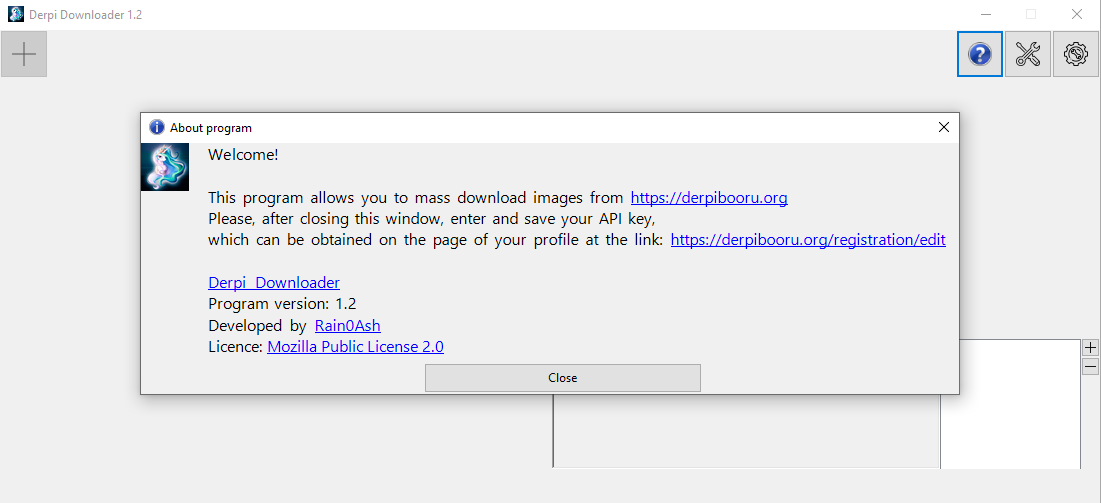 Derpi Downloader 1.2
About program
Welcome!
This program allows you to mass download images from https://derpibooru.org
Please, after closing this window, enter and save your API key,
which can be obtained on the page of your profile at the link: https://derpibooru.org/registration/edit
Derpi Downloader
Program version: 1.2
Developed by Rain0Ash
Licence: Mozilla Public License 2.0
Close